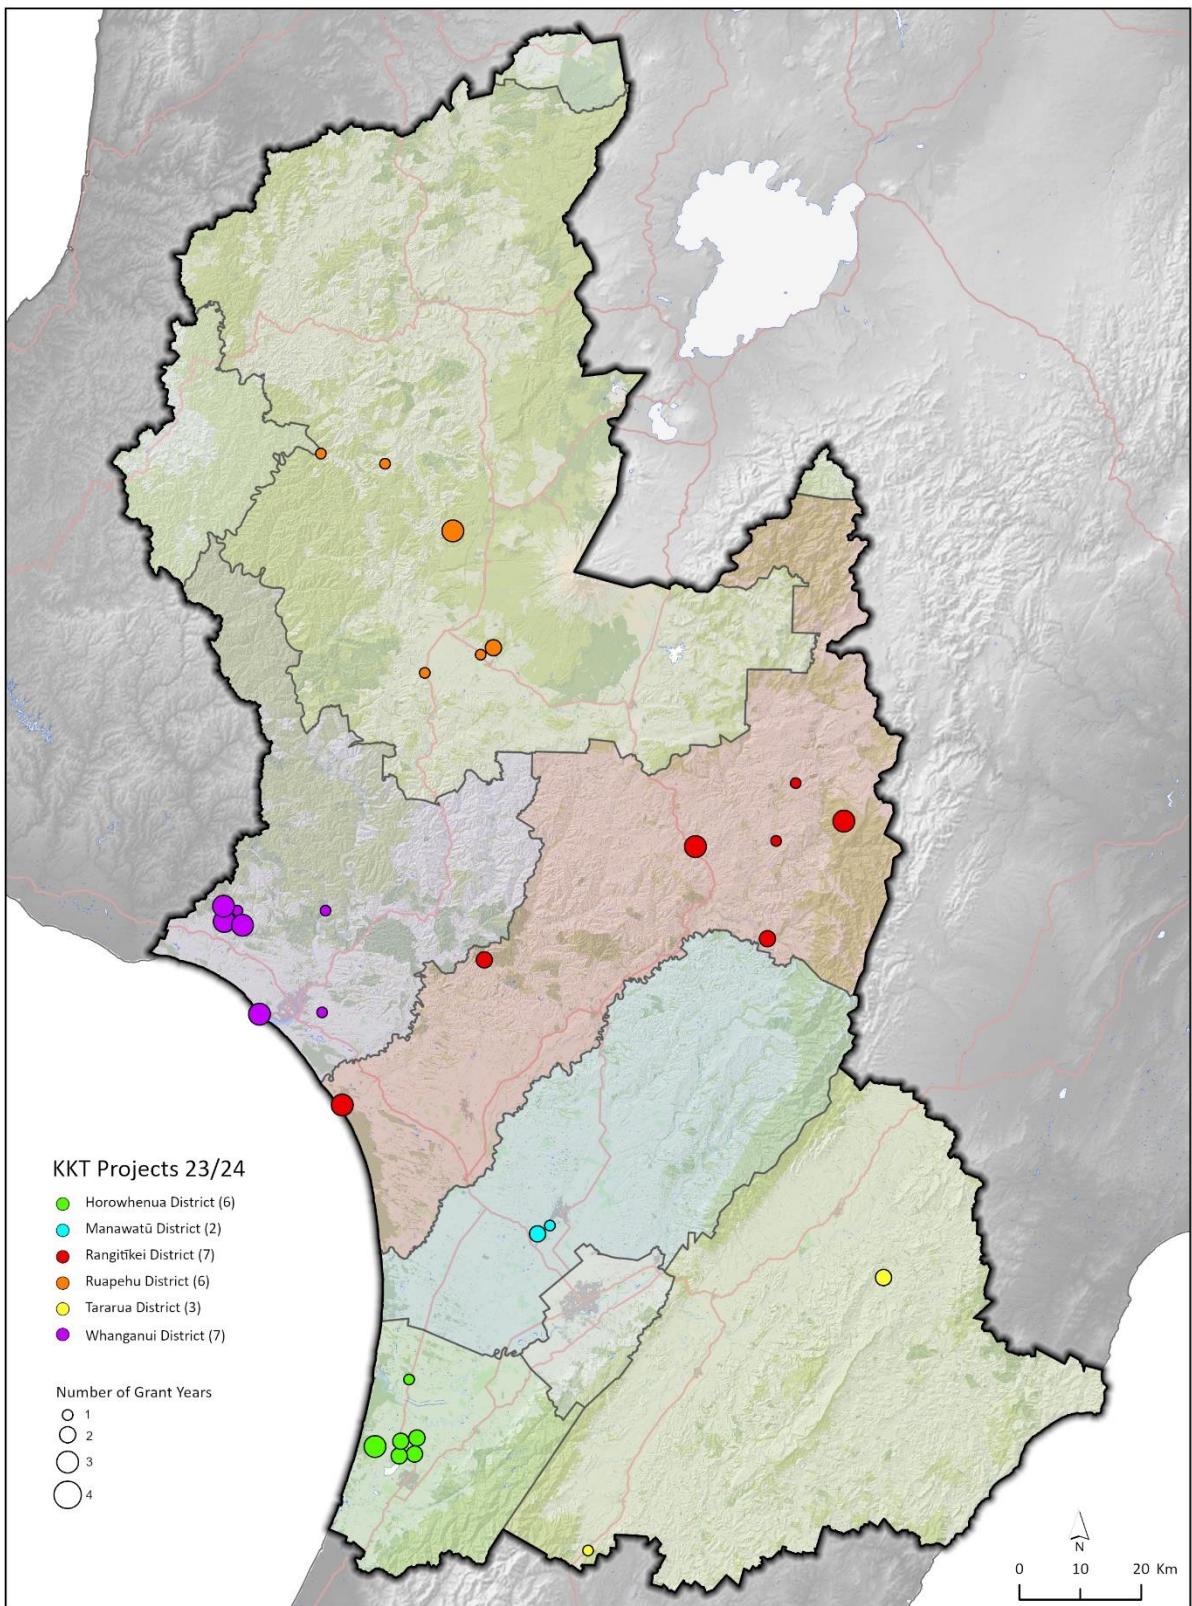 KKT Projects 23/24
Horowhenua District (6)
Manawatū District (2)
Rangitīkei District (7)
Ruapehu District (6)
Tararua District (3)
Whanganui District (7)
Number of Grant Years
1
2
3
4
N
0 10 20 Km